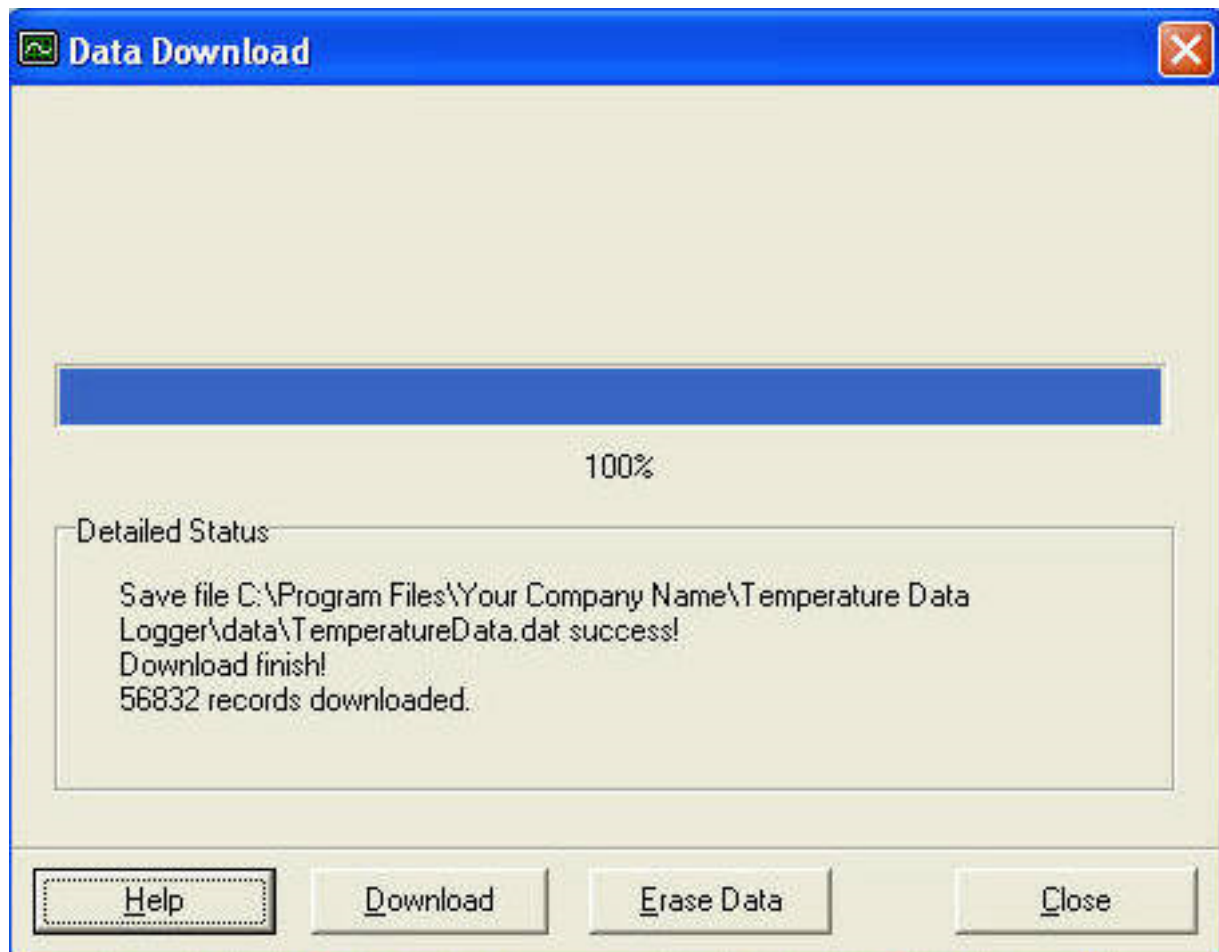 Data Download
100%
Detailed Status
Save file C:\Program Files\Your Company Name\Temperature Data
Logger\data\TemperatureData.dat success!
Download finish!
56832 records downloaded.
Help
Download
Erase Data
Close